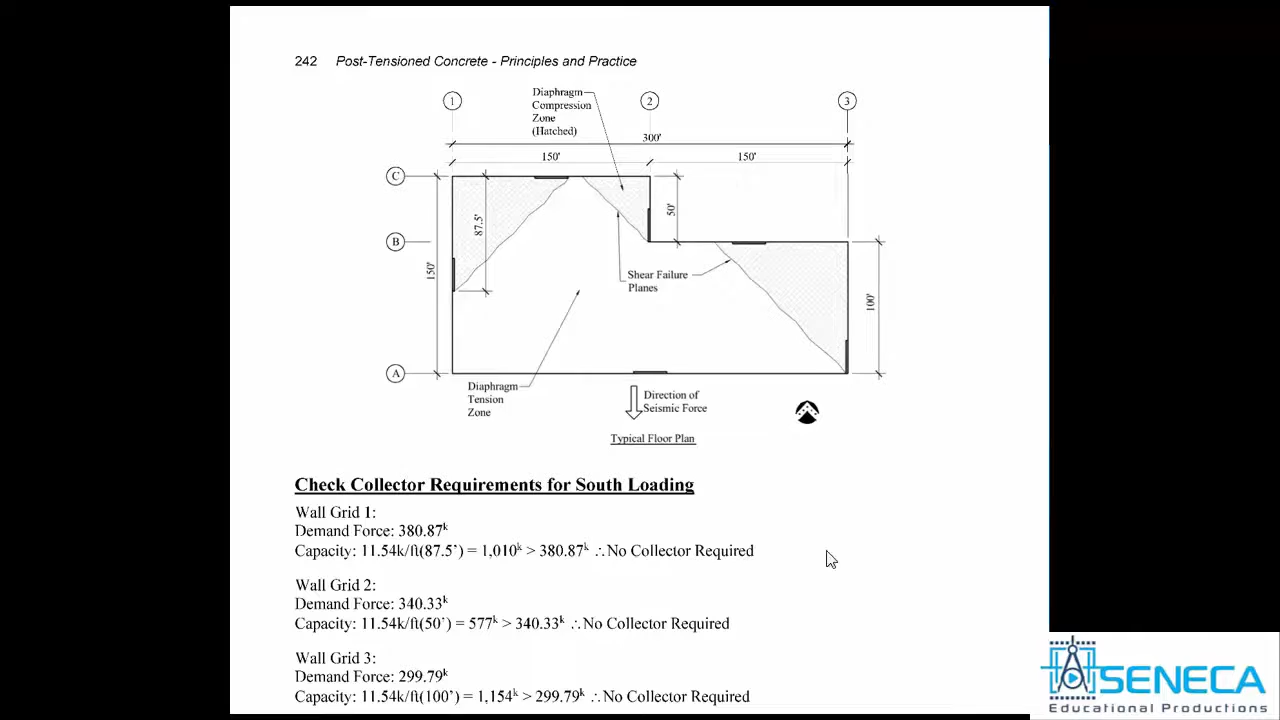 242 Post-Tensioned Concrete - Principles and Practice
Diaphragm
Compression
Zone
(Hatched)
1
2
3
300'
150'
150'
C
B
A
87.5'
50'
150'
100'
Shear Failure
Planes
Diaphragm
Tension
Zone
Direction of
Seismic Force
Typical Floor Plan
Check Collector Requirements for South Loading
Wall Grid 1:
Demand Force: 380.87ᵏ
Capacity: 11.54k/ft(87.5') = 1,010ᵏ > 380.87ᵏ ∴No Collector Required
Wall Grid 2:
Demand Force: 340.33ᵏ
Capacity: 11.54k/ft(50') = 577ᵏ > 340.33ᵏ ∴No Collector Required
Wall Grid 3:
Demand Force: 299.79ᵏ
Capacity: 11.54k/ft(100') = 1,154ᵏ > 299.79ᵏ ∴No Collector Required
SENECA
Educational Productions